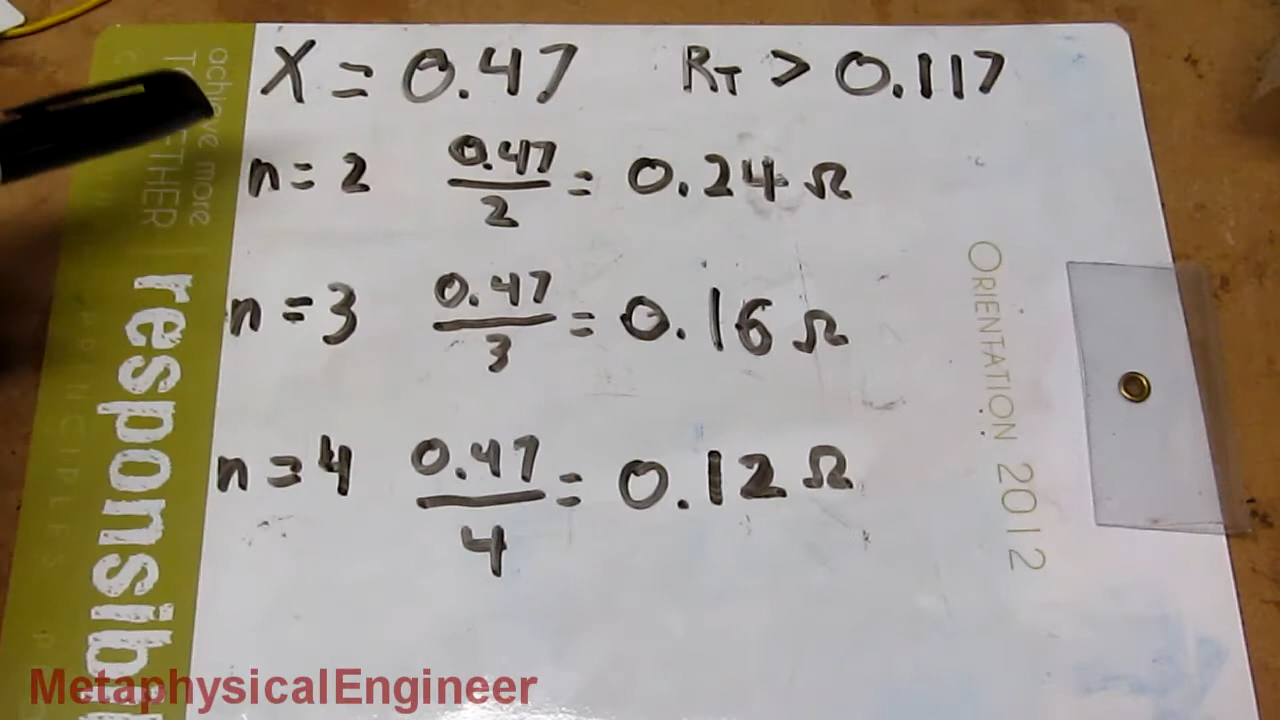 X = 0.47 RT > 0.117
n = 2 0.47/2 = 0.24 Ω
n = 3 0.47/3 = 0.16 Ω
n = 4 0.47/4 = 0.12 Ω
achieve more
responsib
ORIENTATION 2012
MetaphysicalEngineer